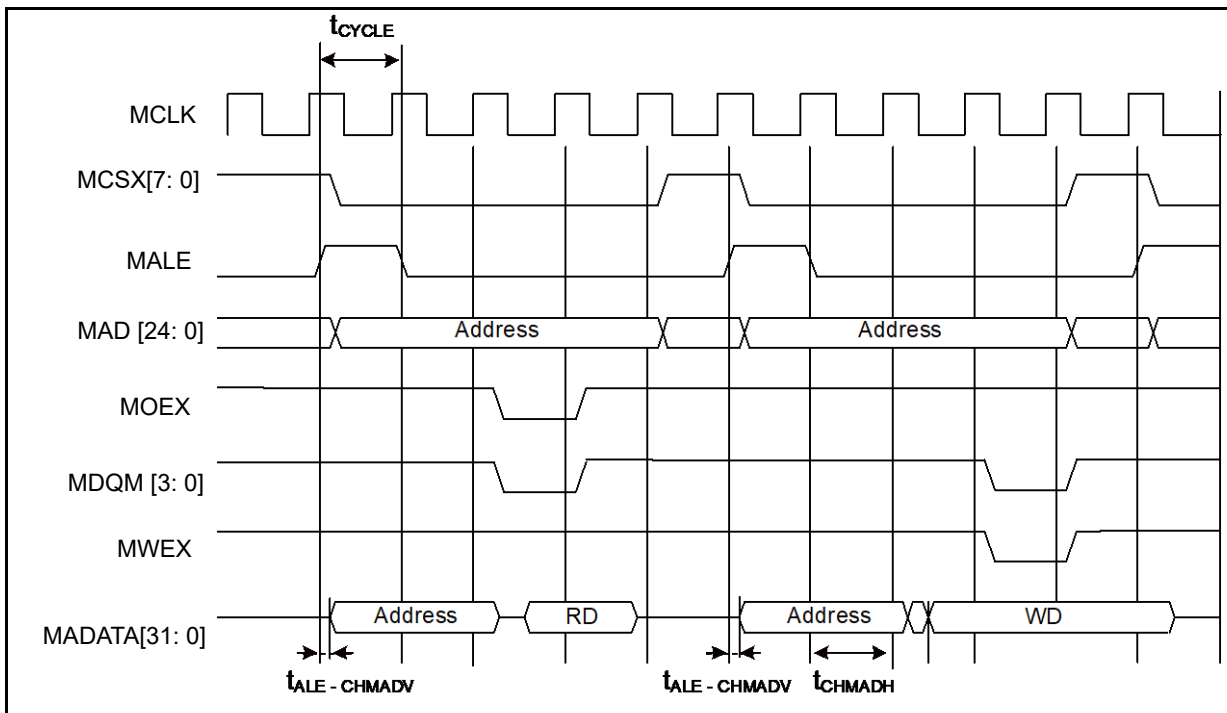 tCYCLE
MCLK
MCSX[7: 0]
MALE
MAD [24: 0]
Address
Address
MOEX
MDQM [3: 0]
MWEX
MADATA[31: 0]
Address
RD
Address
WD
tALE - CHMADV
tALE - CHMADV
tCHMADH